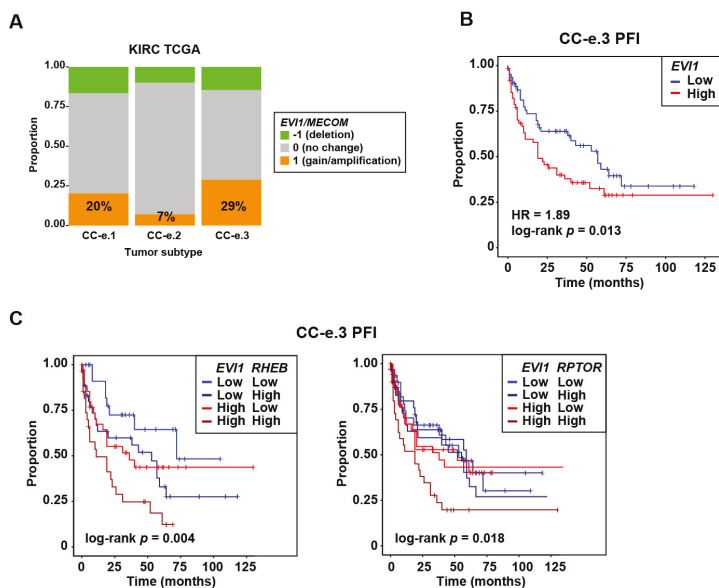 A
KIRC TCGA
Proportion
1.00
0.75
0.50
0.25
0.00
20%
7%
29%
CC-e.1
CC-e.2
CC-e.3
Tumor subtype
EVI1/MECOM
-1 (deletion)
0 (no change)
1 (gain/amplification)
B
CC-e.3 PFI
EVI1
Low
High
Proportion
1.00
0.75
0.50
0.25
0
HR = 1.89
log-rank p = 0.013
0 25 50 75 100 125
Time (months)
C
CC-e.3 PFI
EVI1 RHEB
Low Low
Low High
High Low
High High
Proportion
1.00
0.75
0.50
0.25
0
log-rank p = 0.004
0 25 50 75 100 125
Time (months)
EVI1 RPTOR
Low Low
Low High
High Low
High High
Proportion
1.00
0.75
0.50
0.25
0
log-rank p = 0.018
0 25 50 75 100 125
Time (months)